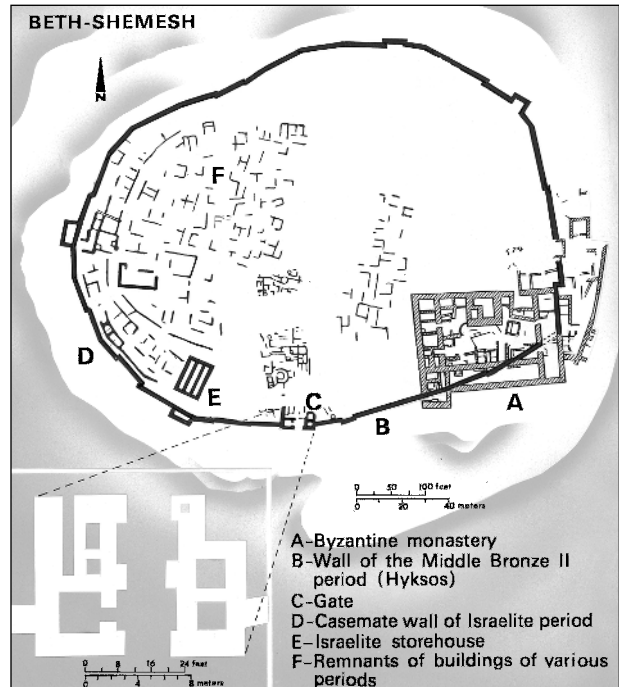 BETH-SHEMESH
N
F
D
E
C
B
A
0 50 100 feet
0 20 40 meters
A-Byzantine monastery
B-Wall of the Middle Bronze II
period (Hyksos)
C-Gate
D-Casemate wall of Israelite period
E-Israelite storehouse
F-Remnants of buildings of various
periods
0 8 16 24 feet
0 4 8 meters